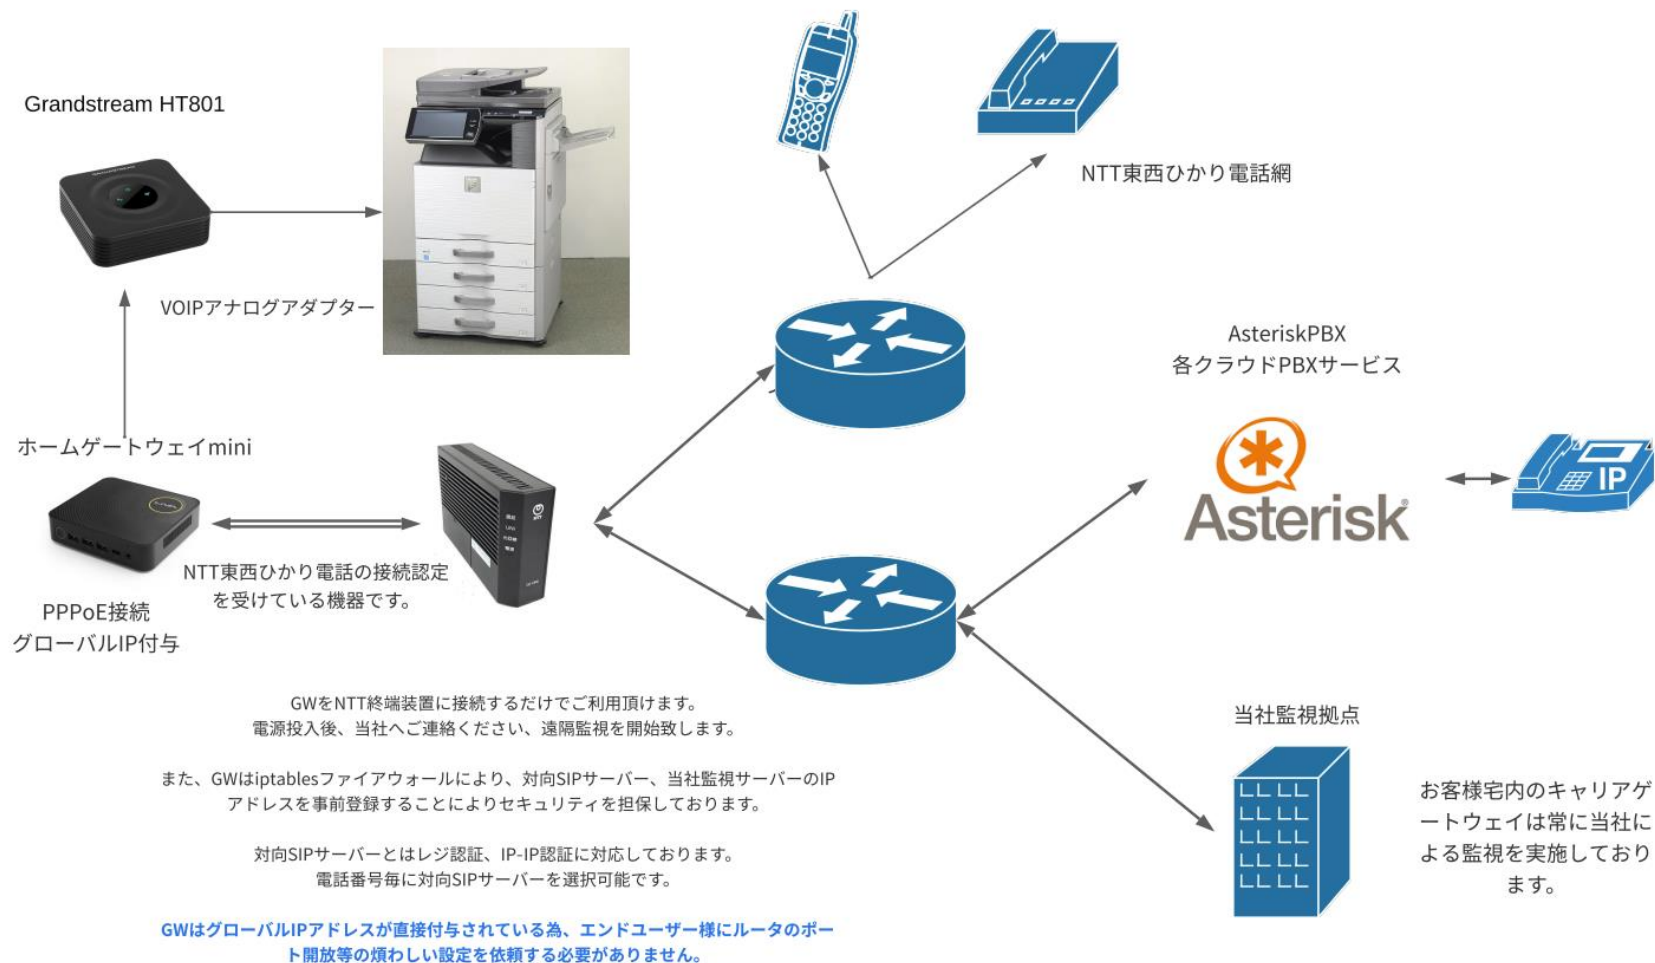 Grandstream HT801
NTT東西ひかり電話網
VOIPアナログアダプター
AsteriskPBX
各クラウドPBXサービス
ホームゲートウェイmini
Asterisk
IP
NTT東西ひかり電話の接続認定
を受けている機器です。
PPPoE接続
グローバルIP付与
GWをNTT終端装置に接続するだけでご利用頂けます。
電源投入後、当社へご連絡ください、遠隔監視を開始致します。
また、GWはiptablesファイアウォールにより、対向SIPサーバー、当社監視サーバーのIP
アドレスを事前登録することによりセキュリティを担保しております。
対向SIPサーバーとはレジ認証、IP-IP認証に対応しております。
電話番号毎に対向SIPサーバーを選択可能です。
GWはグローバルIPアドレスが直接付与されている為、エンドユーザー様にルータのポー
ト開放等の煩わしい設定を依頼する必要がありません。
当社監視拠点
お客様宅内のキャリアゲ
ートウェイは常に当社に
よる監視を実施しており
ます。